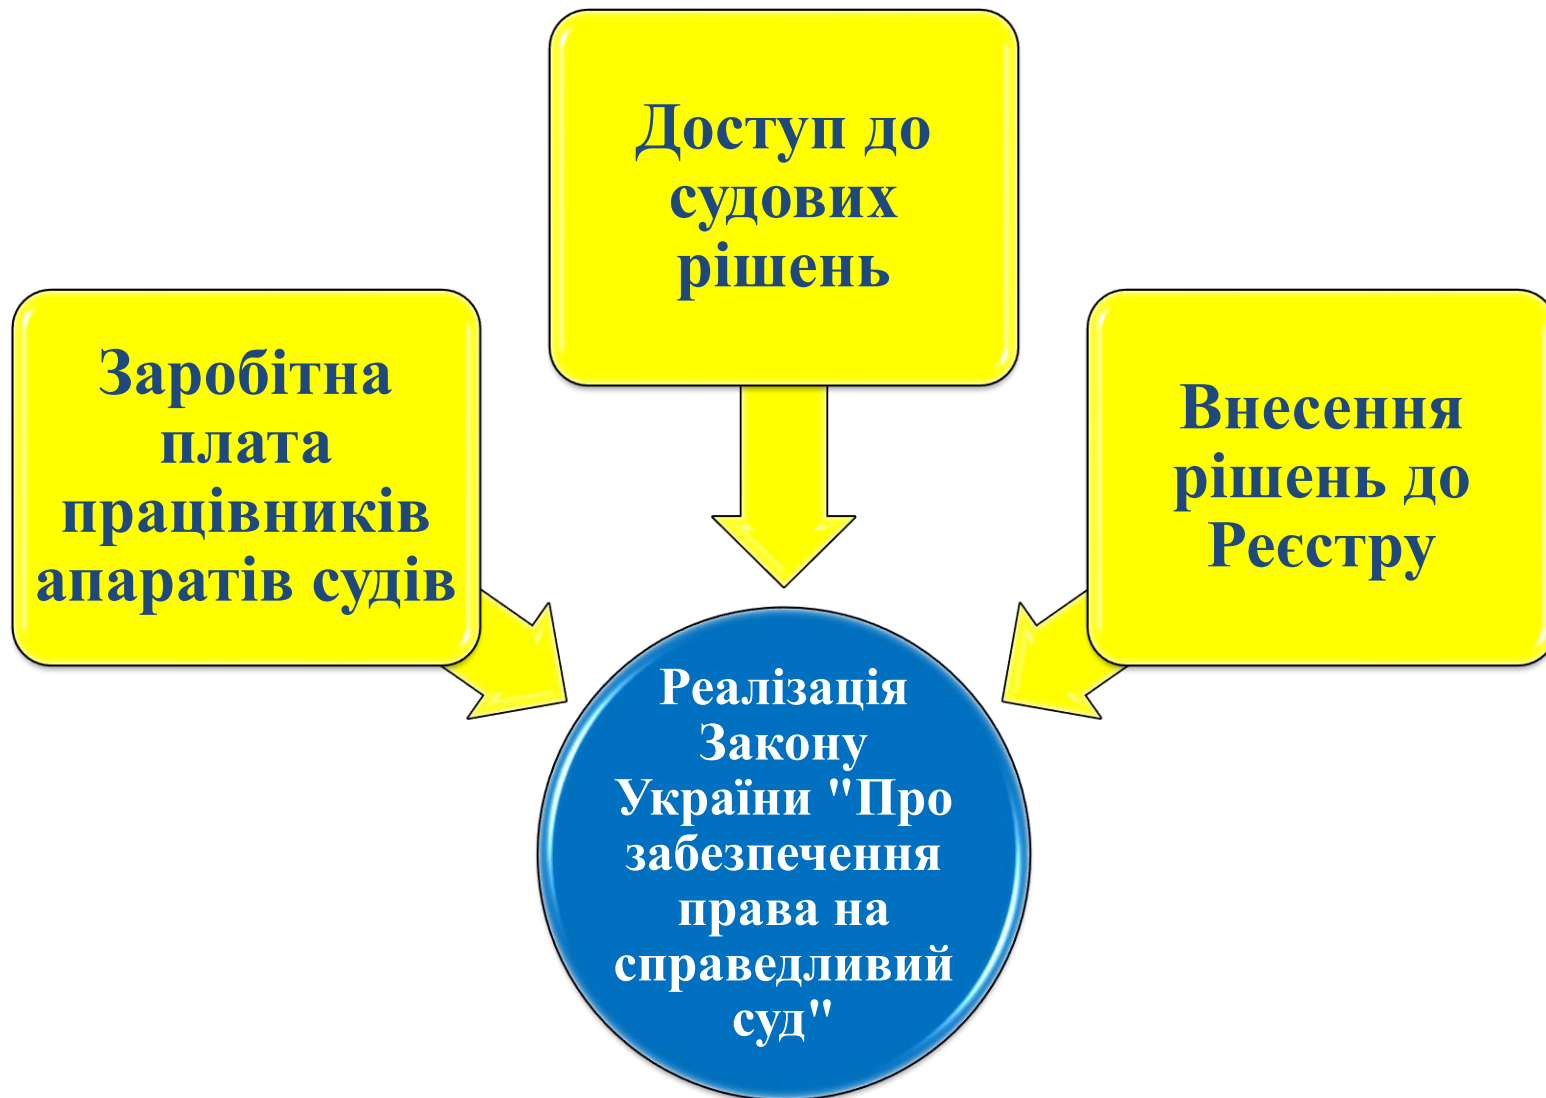 Доступ до
судових
рішень
Заробітна
плата
працівників
апаратів судів
Внесення
рішень до
Реєстру
Реалізація
Закону
України "Про
забезпечення
права на
справедливий
суд"